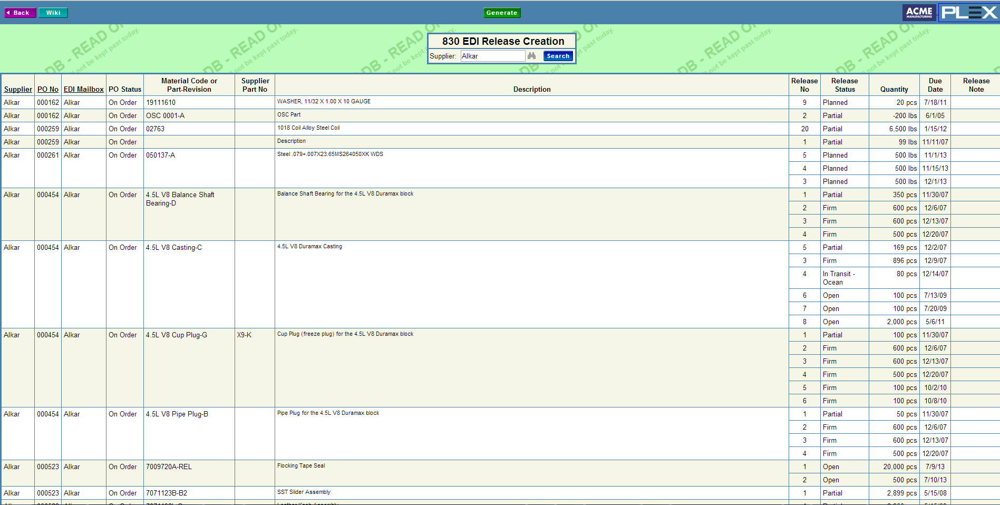 Back Wiki Generate ACME MANUFACTURING PLEX
DB - READ O
not be kept past today.
830 EDI Release Creation
Supplier: Alkar Search
Supplier PO No EDI Mailbox PO Status Material Code or Part-Revision Supplier Part No Description Release No Release Status Quantity Due Date Release Note
Alkar 000162 Alkar On Order 19111610 WASHER, 11/32 X 1.00 X 10 GAUGE 9 Planned 20 pcs 7/18/11
Alkar 000162 Alkar On Order OSC 0001-A OSC Part 2 Partial -200 lbs 6/1/05
Alkar 000259 Alkar On Order 02763 1018 Coil Alloy Steel Coil 20 Partial 6,500 lbs 1/15/12
Alkar 000259 Alkar On Order Description 1 Partial 99 lbs 11/11/07
Alkar 000261 Alkar On Order 050137-A Steel .079+.007X23.65MS264050XK WDS 5 Planned 500 lbs 11/1/13
4 Planned 500 lbs 11/15/13
3 Planned 500 lbs 12/1/13
Alkar 000454 Alkar On Order 4.5L V8 Balance Shaft Bearing-D Balance Shaft Bearing for the 4.5L V8 Duramax block 1 Partial 350 pcs 11/30/07
2 Firm 600 pcs 12/6/07
3 Firm 600 pcs 12/13/07
4 Firm 500 pcs 12/20/07
Alkar 000454 Alkar On Order 4.5L V8 Casting-C 4.5L V8 Duramax Casting 5 Partial 169 pcs 12/2/07
3 Firm 896 pcs 12/9/07
4 In Transit - Ocean 80 pcs 12/14/07
6 Open 100 pcs 7/13/09
7 Open 100 pcs 7/20/09
8 Open 2,000 pcs 5/6/11
Alkar 000454 Alkar On Order 4.5L V8 Cup Plug-G X9-K Cup Plug (freeze plug) for the 4.5L V8 Duramax block 1 Partial 100 pcs 11/30/07
2 Firm 600 pcs 12/6/07
3 Firm 600 pcs 12/13/07
4 Firm 500 pcs 12/20/07
5 Firm 100 pcs 10/2/10
6 Firm 100 pcs 10/8/10
Alkar 000454 Alkar On Order 4.5L V8 Pipe Plug-B Pipe Plug for the 4.5L V8 Duramax block 1 Partial 50 pcs 11/30/07
2 Firm 600 pcs 12/6/07
3 Firm 600 pcs 12/13/07
4 Firm 500 pcs 12/20/07
Alkar 000523 Alkar On Order 7009720A-REL Flocking Tape Seal 1 Open 20,000 pcs 7/9/13
2 Open 500 pcs 7/10/13
Alkar 000523 Alkar On Order 7071123B-B2 SST Slider Assembly 1 Partial 2,899 pcs 5/15/08